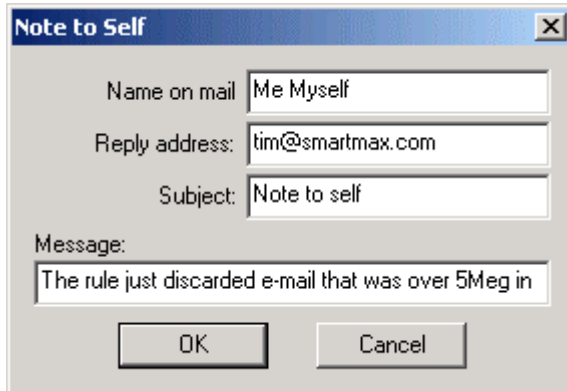 Note to Self
Name on mail Me Myself
Reply address: tim@smartmax.com
Subject: Note to self
Message:
The rule just discarded e-mail that was over 5Meg in
OK Cancel